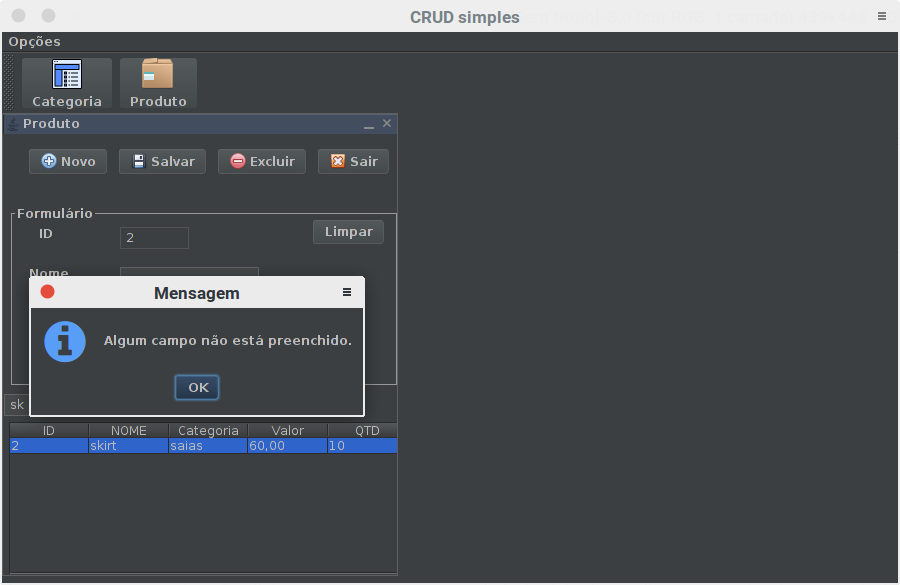 CRUD simples
Opções
Categoria Produto
Produto
Novo Salvar Excluir Sair
Formulário
ID 2 Limpar
Nome
Mensagem
Algum campo não está preenchido.
OK
sk
ID NOME Categoria Valor QTD
2 skirt saias 60,00 10